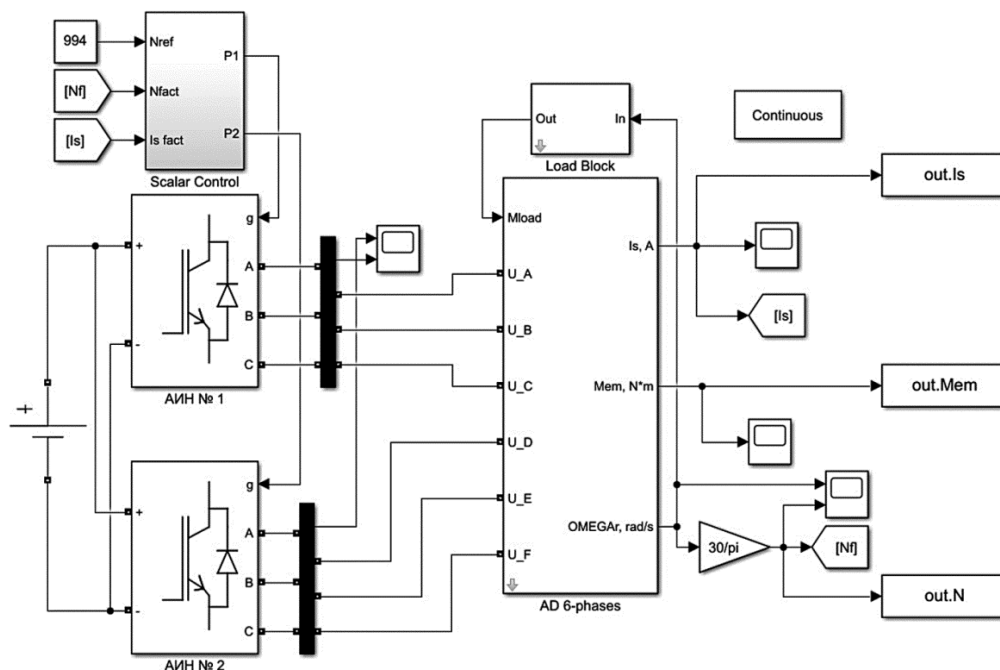 994
Nref
P1
[Nf]
Nfact
[Is]
Is fact
P2
Scalar Control
Out
In
Load Block
Continuous
out.Is
g
+
A
B
-
C
АИН № 1
Mload
U_A
U_B
U_C
U_D
U_E
U_F
Is, A
Mem, N*m
OMEGAr, rad/s
AD 6-phases
[Is]
out.Mem
30/pi
[Nf]
out.N
+
g
+
A
B
-
C
АИН № 2